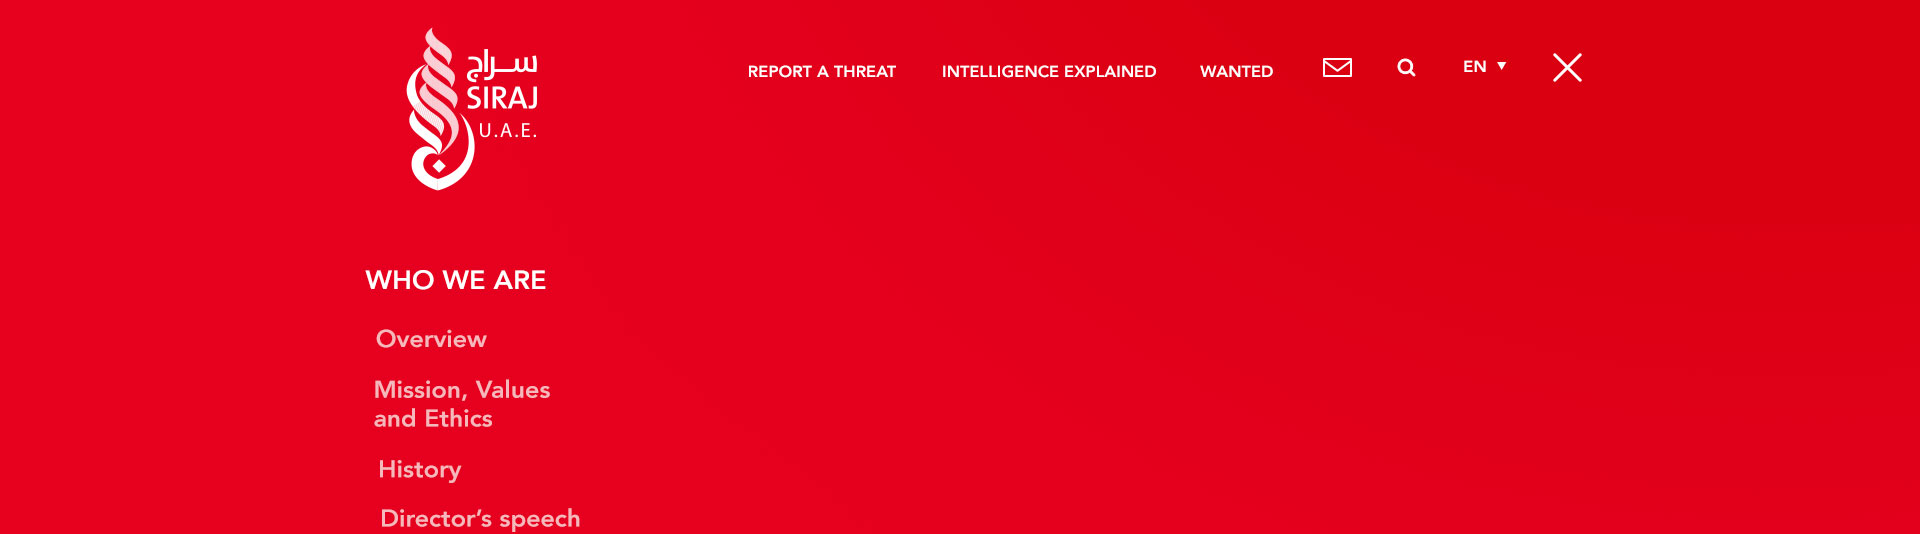 سراج
SIRAJ
U.A.E.
REPORT A THREAT
INTELLIGENCE EXPLAINED
WANTED
EN
WHO WE ARE
Overview
Mission, Values
and Ethics
History
Director’s speech